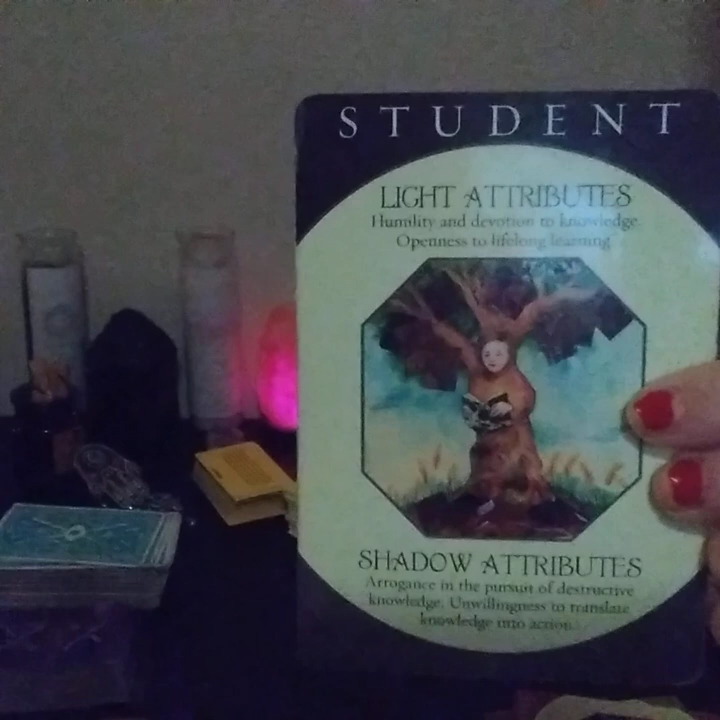 STUDENT
LIGHT ATTRIBUTES
Humility and devotion to knowledge.
Openness to lifelong learning.
SHADOW ATTRIBUTES
Arrogance in the pursuit of destructive
knowledge. Unwillingness to translate
knowledge into action.